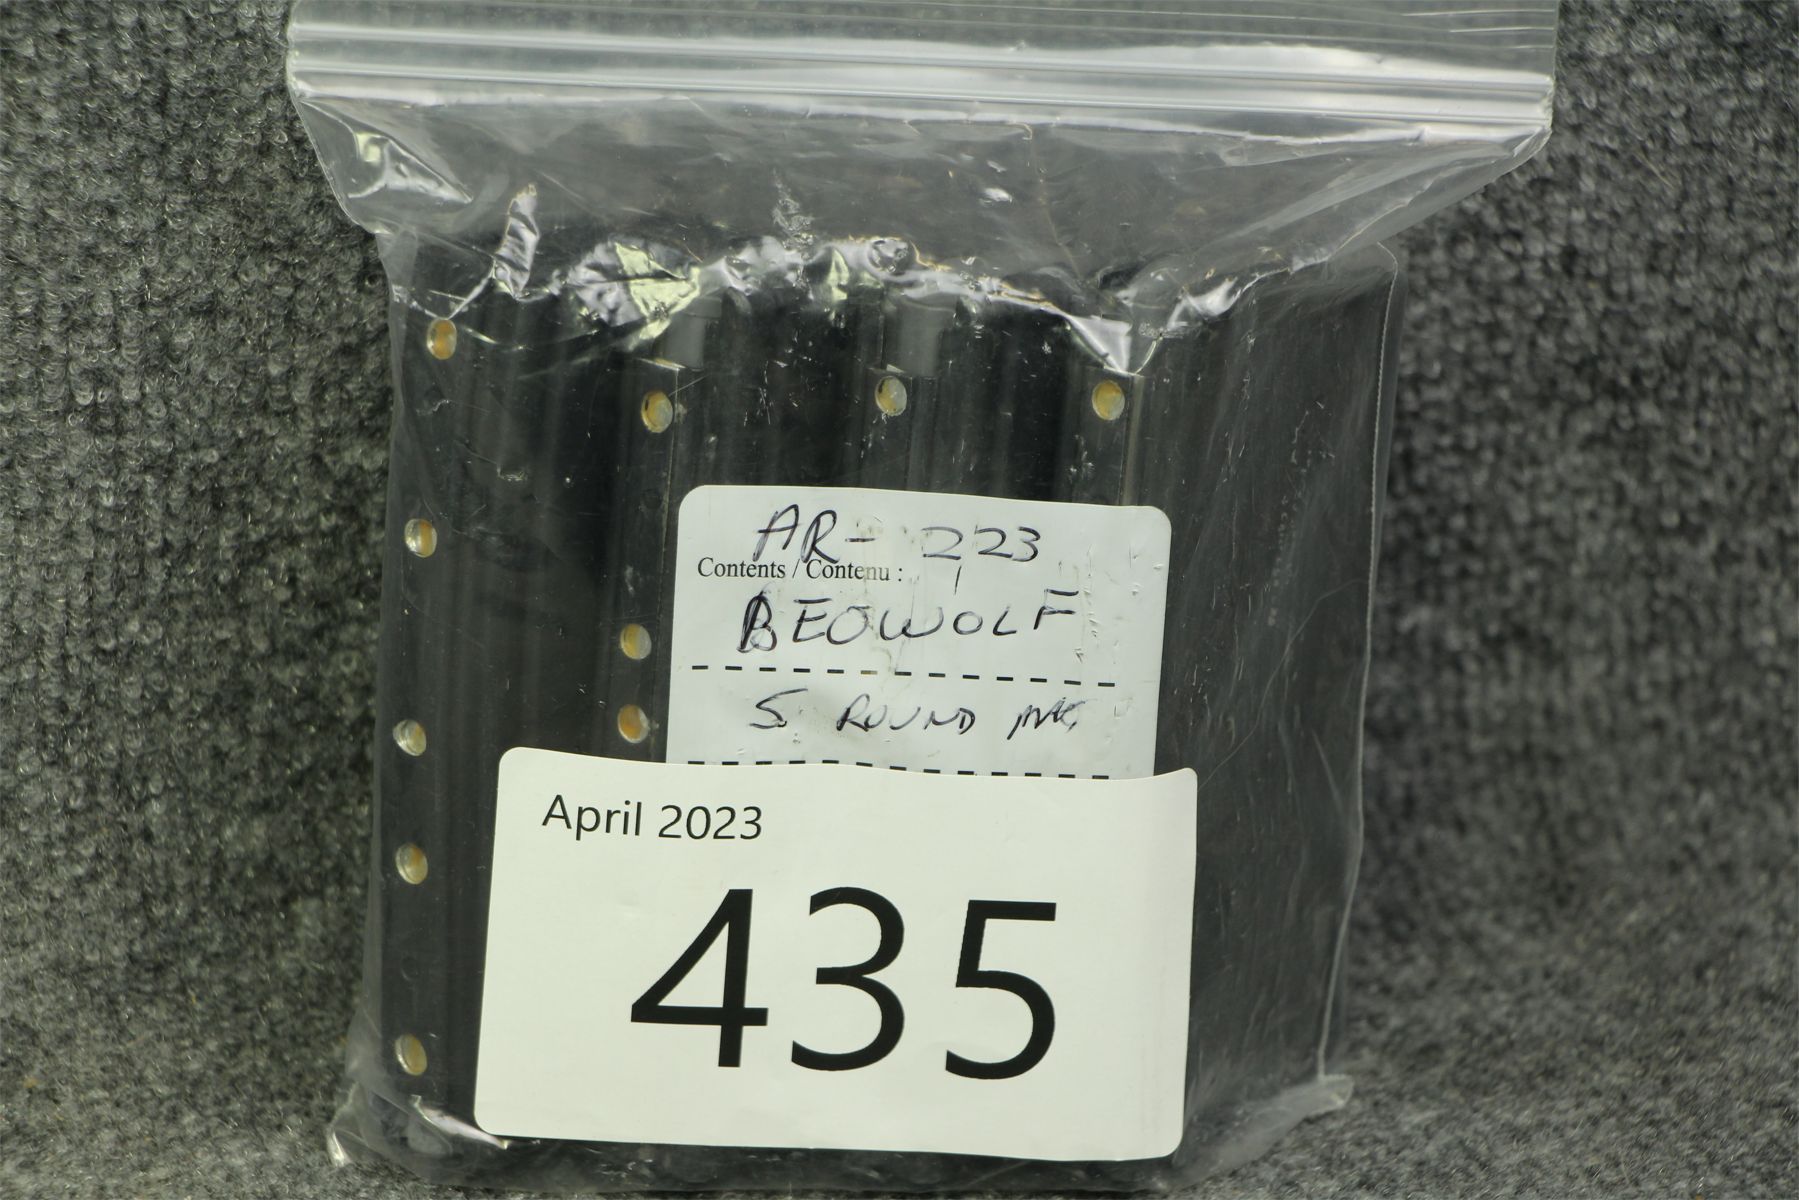 AR- 223
Contents / Contenu :
BEOWOLF
5 ROUND MAG
April 2023
435